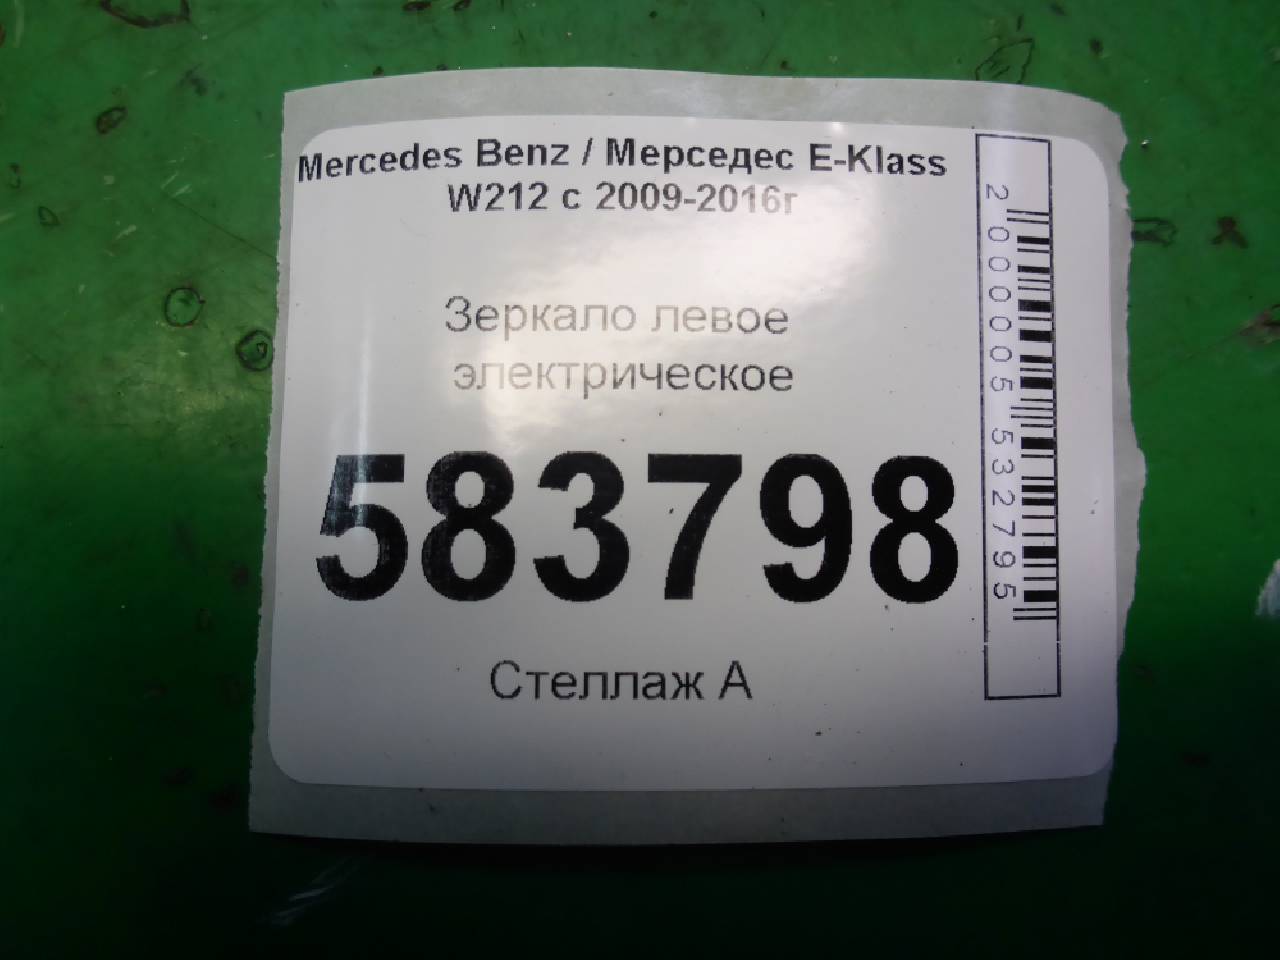 Mercedes Benz / Мерседес E-Klass
W212 с 2009-2016г
Зеркало левое
электрическое
583798
Стеллаж А
2000005532795